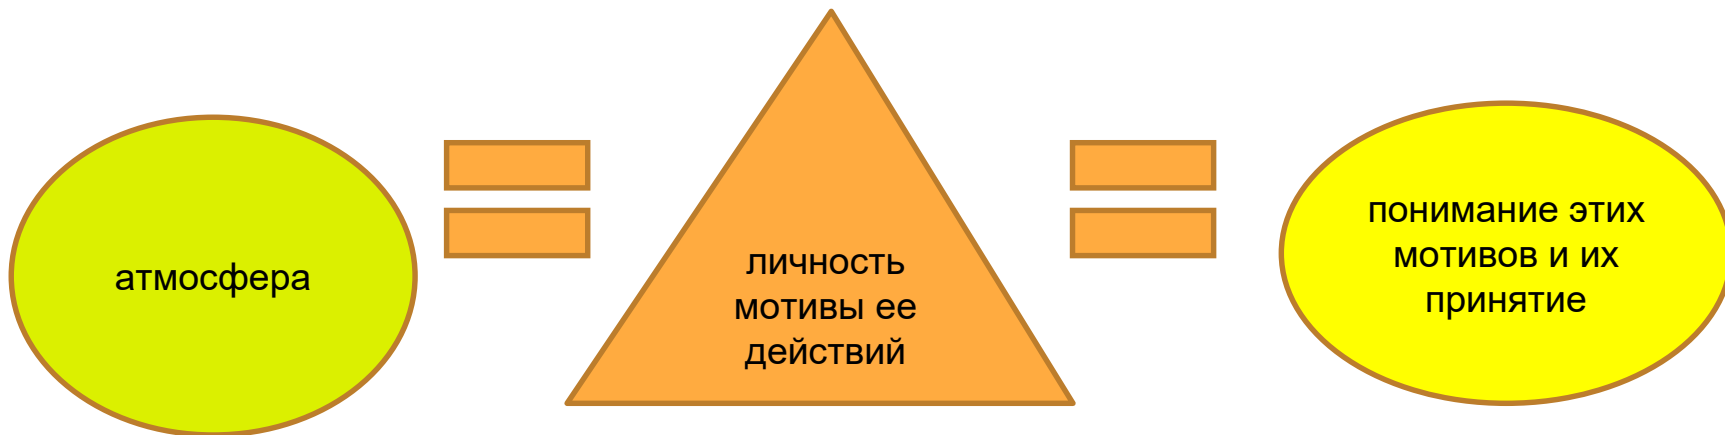 атмосфера
личность
мотивы ее
действий
понимание этих
мотивов и их
принятие